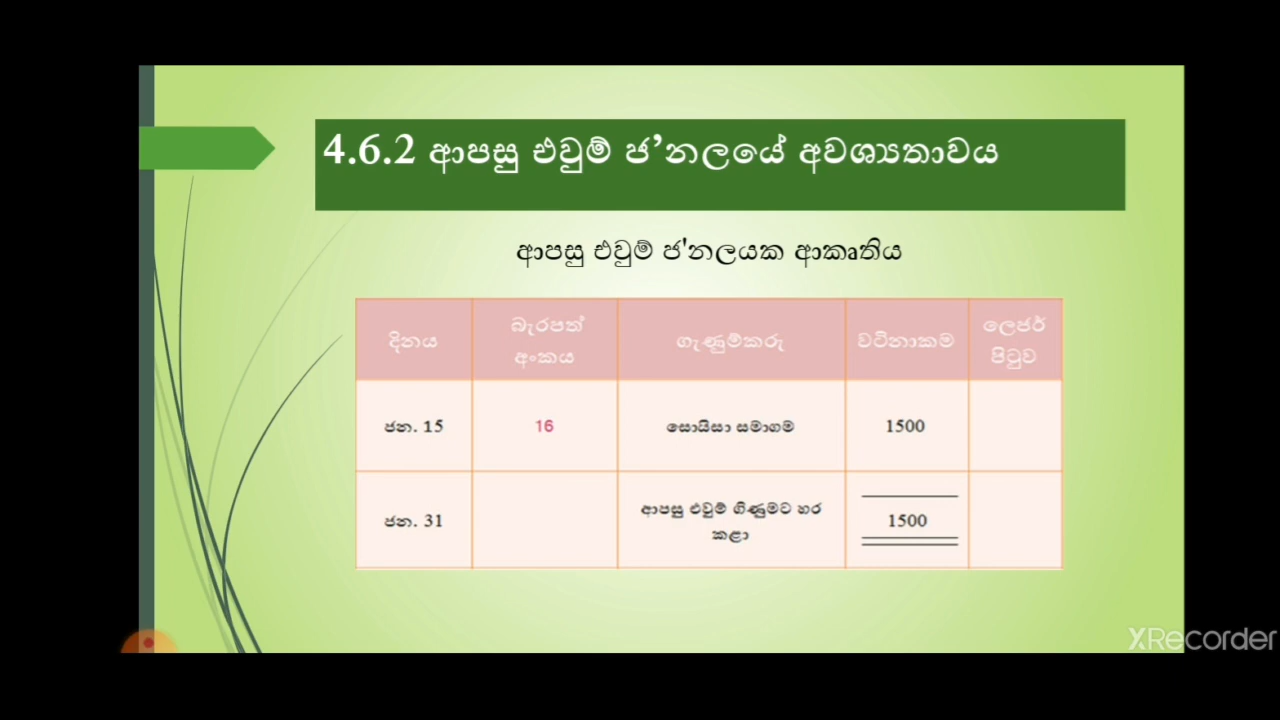 4.6.2 ආපසු එවුම් ජ’නලයේ අවශ්‍යතාවය
ආපසු එවුම් ජ'නලයක ආකෘතිය
දිනය
බැරපත්
අංකය
ගැණුම්කරු
වටිනාකම
ලෙජර්
පිටුව
ජන. 15
16
සොයිසා සමාගම
1500
ජන. 31
ආපසු එවුම් ගිණුමට හර
කළා
1500
XRecorder